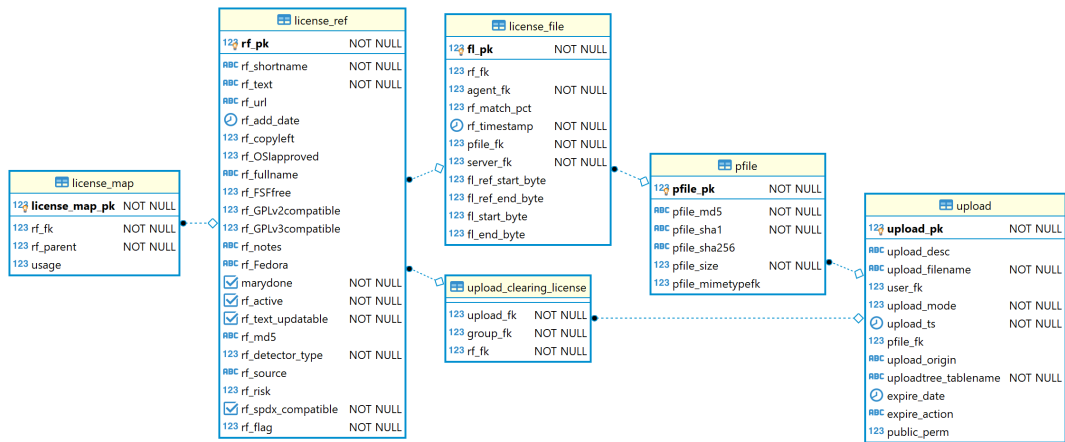 license_map
123 license_map_pk NOT NULL
123 rf_fk NOT NULL
123 rf_parent NOT NULL
123 usage
license_ref
123 rf_pk NOT NULL
ABC rf_shortname NOT NULL
ABC rf_text NOT NULL
ABC rf_url
rf_add_date
123 rf_copyleft
123 rf_OSIapproved
ABC rf_fullname
123 rf_FSFfree
123 rf_GPLv2compatible
123 rf_GPLv3compatible
ABC rf_notes
ABC rf_Fedora
marydone NOT NULL
rf_active NOT NULL
rf_text_updatable NOT NULL
ABC rf_md5
123 rf_detector_type NOT NULL
ABC rf_source
123 rf_risk
rf_spdx_compatible NOT NULL
123 rf_flag NOT NULL
license_file
123 fl_pk NOT NULL
123 rf_fk
123 agent_fk NOT NULL
123 rf_match_pct
rf_timestamp NOT NULL
123 pfile_fk NOT NULL
123 server_fk NOT NULL
123 fl_ref_start_byte
123 fl_ref_end_byte
123 fl_start_byte
123 fl_end_byte
upload_clearing_license
123 upload_fk NOT NULL
123 group_fk NOT NULL
123 rf_fk NOT NULL
pfile
123 pfile_pk NOT NULL
ABC pfile_md5 NOT NULL
ABC pfile_sha1 NOT NULL
ABC pfile_sha256
123 pfile_size NOT NULL
123 pfile_mimetypefk
upload
123 upload_pk NOT NULL
ABC upload_desc
ABC upload_filename NOT NULL
123 user_fk
123 upload_mode NOT NULL
upload_ts NOT NULL
123 pfile_fk
ABC upload_origin
ABC uploadtree_tablename NOT NULL
expire_date
ABC expire_action
123 public_perm